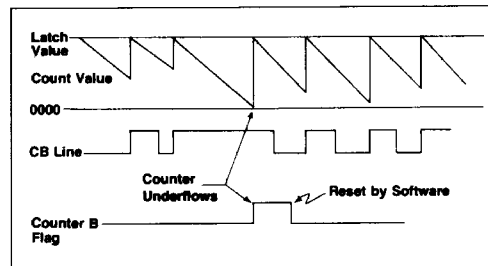 Latch
Value
Count Value
0000
CB Line
Counter
Underflows
Reset by Software
Counter B
Flag